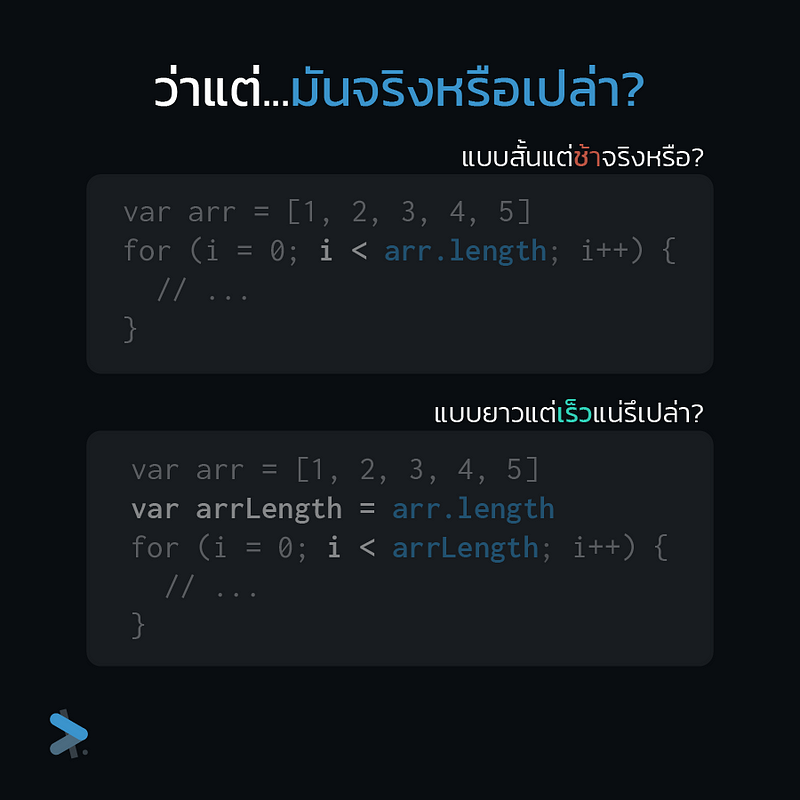 ว่าแต่...มันจริงหรือเปล่า?
แบบสั้นแต่ช้าจริงหรือ?
var arr = [1, 2, 3, 4, 5]
for (i = 0; i < arr.length; i++) {
// ...
}
แบบยาวแต่เร็วแน่รึเปล่า?
var arr = [1, 2, 3, 4, 5]
var arrLength = arr.length
for (i = 0; i < arrLength; i++) {
// ...
}